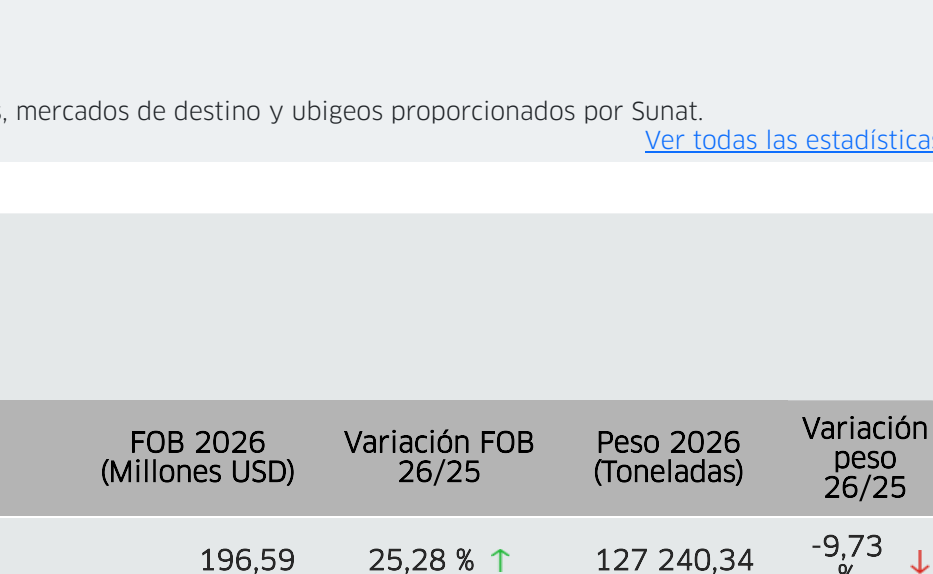 , mercados de destino y ubigeos proporcionados por Sunat.
Ver todas las estadísticas
FOB 2026
(Millones USD)
Variación FOB
26/25
Peso 2026
(Toneladas)
Variación
peso
26/25
196,59
25,28 % ↑
127 240,34
-9,73
% ↓